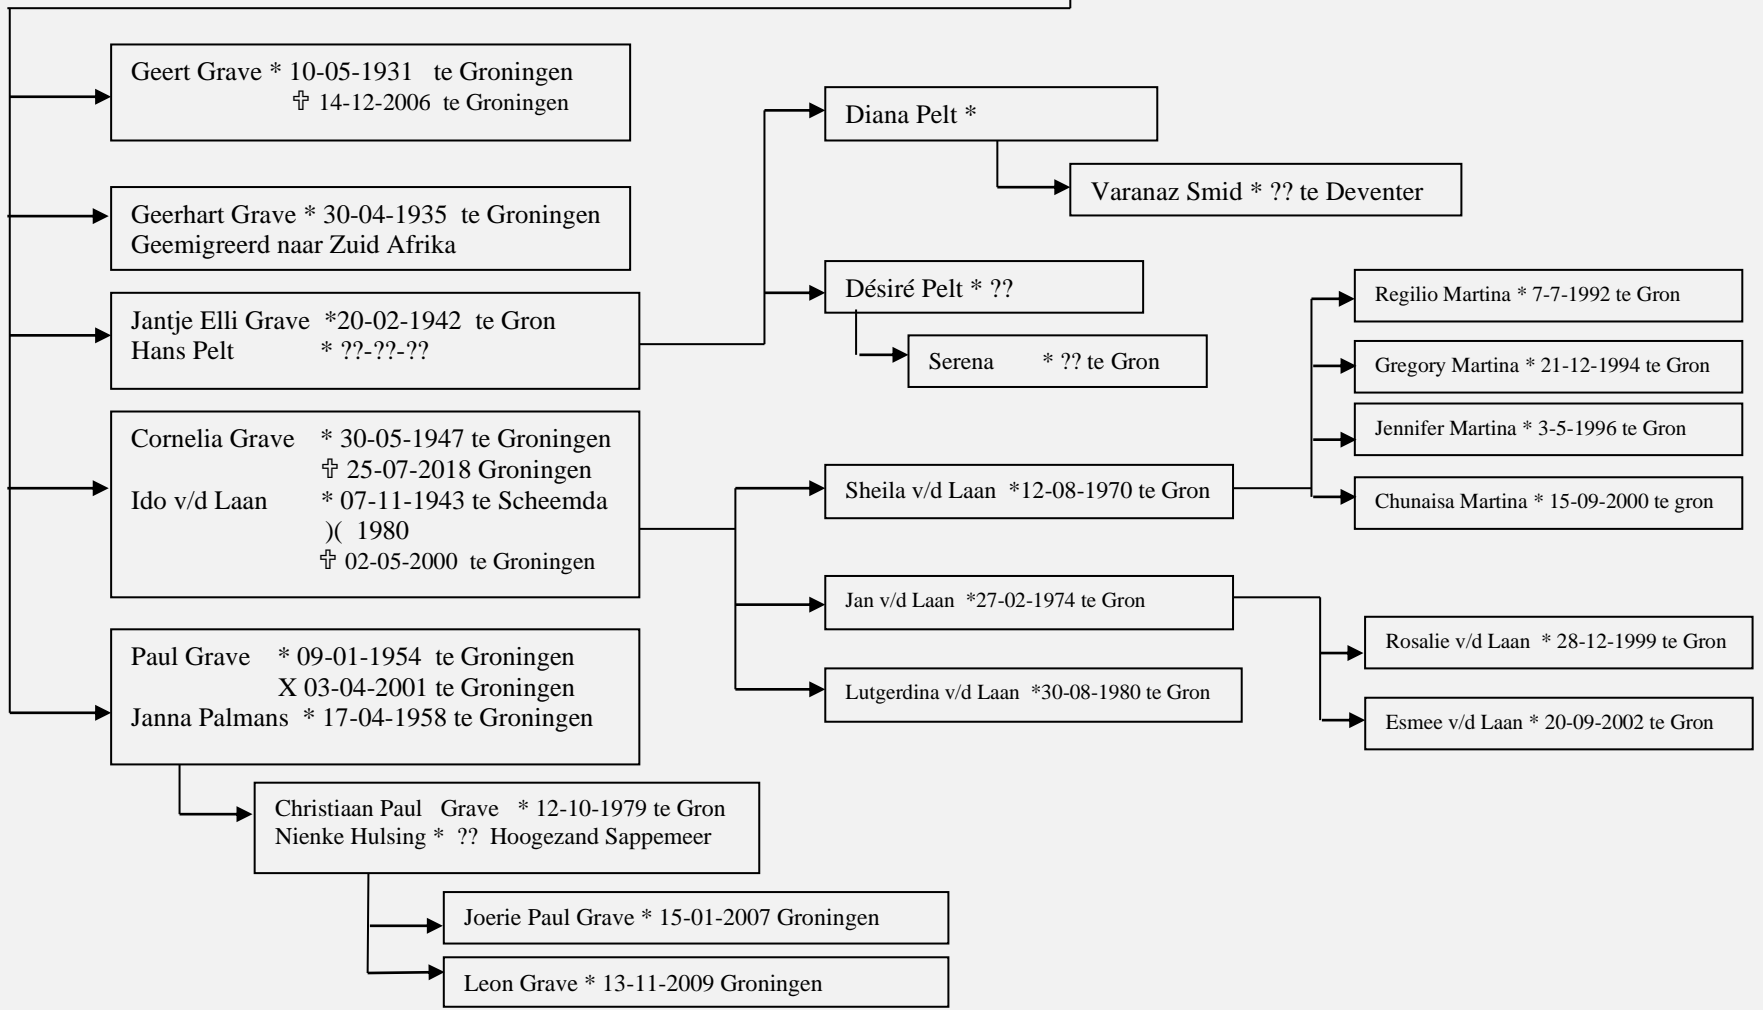 Geert Grave * 10-05-1931 te Groningen
✞ 14-12-2006 te Groningen
Geerhart Grave * 30-04-1935 te Groningen
Geemigreerd naar Zuid Afrika
Jantje Elli Grave *20-02-1942 te Gron
Hans Pelt * ??-??-??
Diana Pelt *
Varanaz Smid * ?? te Deventer
Désiré Pelt * ??
Serena * ?? te Gron
Cornelia Grave * 30-05-1947 te Groningen
✞ 25-07-2018 Groningen
Ido v/d Laan * 07-11-1943 te Scheemda
)( 1980
✞ 02-05-2000 te Groningen
Sheila v/d Laan *12-08-1970 te Gron
Regilio Martina * 7-7-1992 te Gron
Gregory Martina * 21-12-1994 te Gron
Jennifer Martina * 3-5-1996 te Gron
Chunaisa Martina * 15-09-2000 te gron
Jan v/d Laan *27-02-1974 te Gron
Rosalie v/d Laan * 28-12-1999 te Gron
Esmee v/d Laan * 20-09-2002 te Gron
Lutgerdina v/d Laan *30-08-1980 te Gron
Paul Grave * 09-01-1954 te Groningen
X 03-04-2001 te Groningen
Janna Palmans * 17-04-1958 te Groningen
Christiaan Paul Grave * 12-10-1979 te Gron
Nienke Hulsing * ?? Hoogezand Sappemeer
Joerie Paul Grave * 15-01-2007 Groningen
Leon Grave * 13-11-2009 Groningen